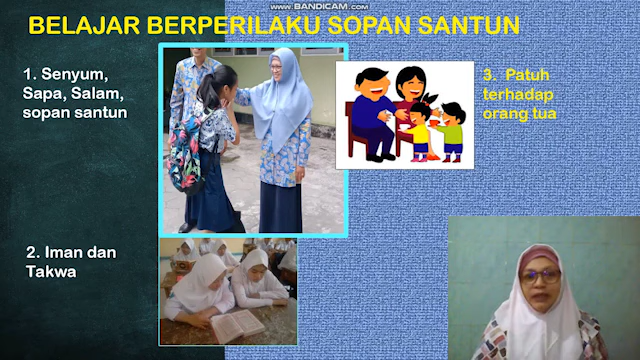 www.BANDICAM.com
BELAJAR BERPERILAKU SOPAN SANTUN
1. Senyum,
Sapa, Salam,
sopan santun
3. Patuh
terhadap
orang tua
2. Iman dan
Takwa